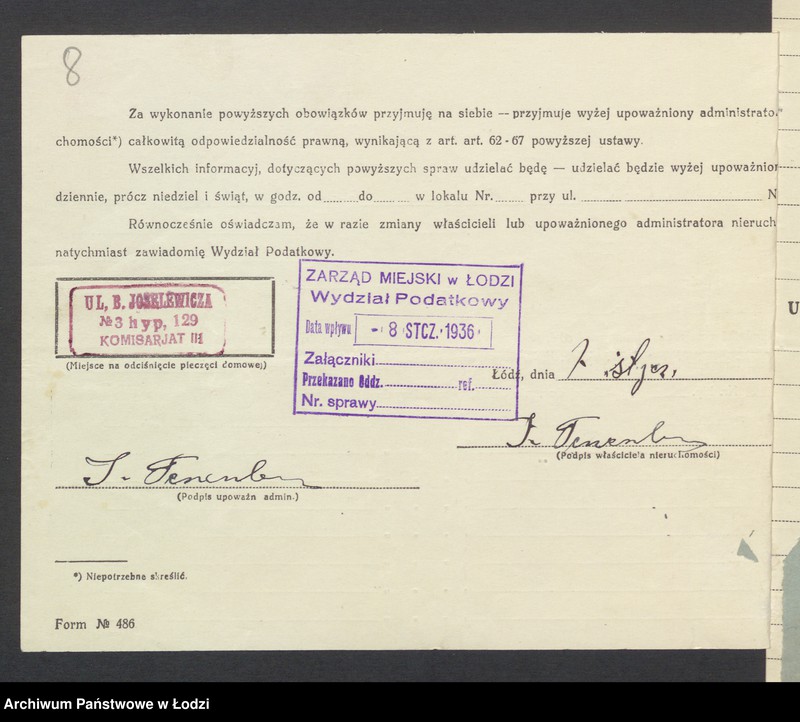 8
Za wykonanie powyższych obowiązków przyjmuję na siebie — przyjmuje wyżej upoważniony administrato
chomości*) całkowitą odpowiedzialność prawną, wynikającą z art. art. 62-67 powyższej ustawy.
Wszelkich informacyj, dotyczących powyższych spraw udzielać będę — udzielać będzie wyżej upoważnion
dziennie, prócz niedziel i świąt, w godz. od........do........ w lokalu Nr........ przy ul. ........ N
Równocześnie oświadczam, że w razie zmiany właścicieli lub upoważnionego administratora nieruch
natychmiast zawiadomię Wydział Podatkowy.
UL. B. JOSELEWICZA
№ 3 hyp. 129
KOMISARJAT III
(Miejsce na odciśnięcie pieczęci domowej)
ZARZĄD MIEJSKI w ŁODZI
Wydział Podatkowy
Data wpływu - 8 STCZ. 1936
Załączniki
Przekazano Oddz. ref.
Nr. sprawy
Łódź, dnia
(Podpis właściciela nieruchomości)
(Podpis upoważn admin.)
*) Niepotrzebne skreślić.
Form № 486
U
Archiwum Państwowe w Łodzi